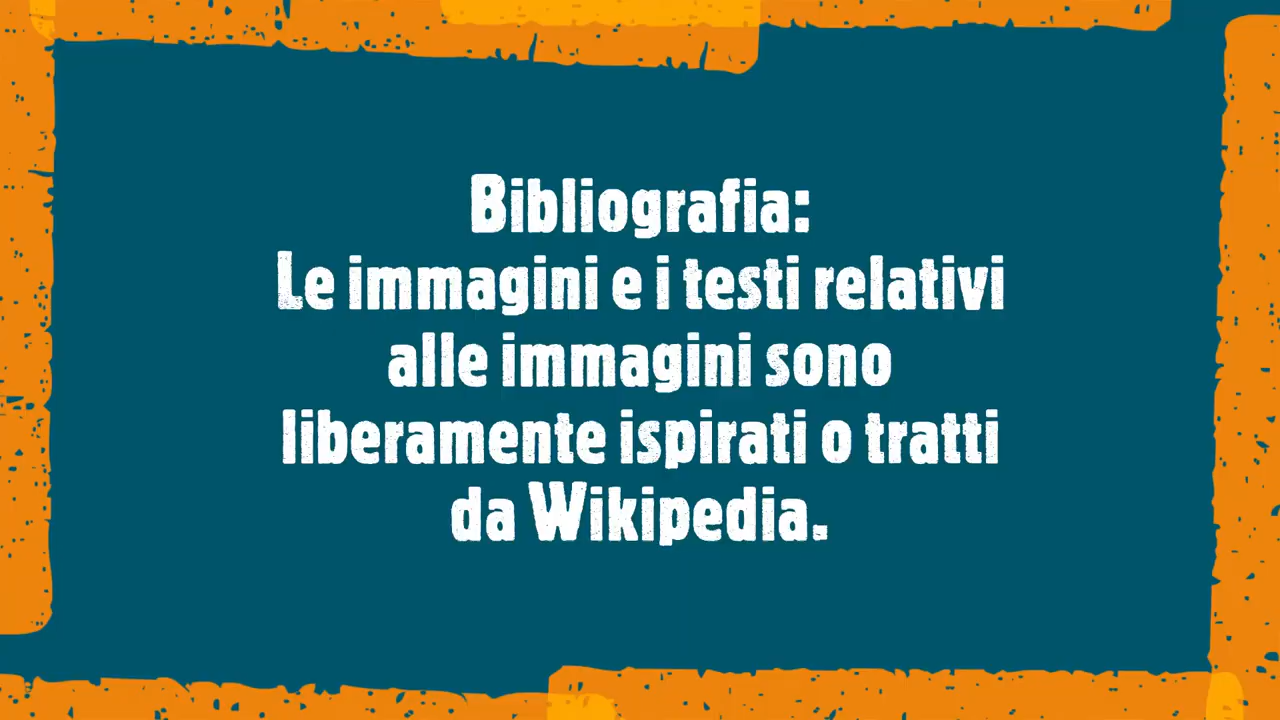 Bibliografia:
Le immagini e i testi relativi
alle immagini sono
liberamente ispirati o tratti
da Wikipedia.